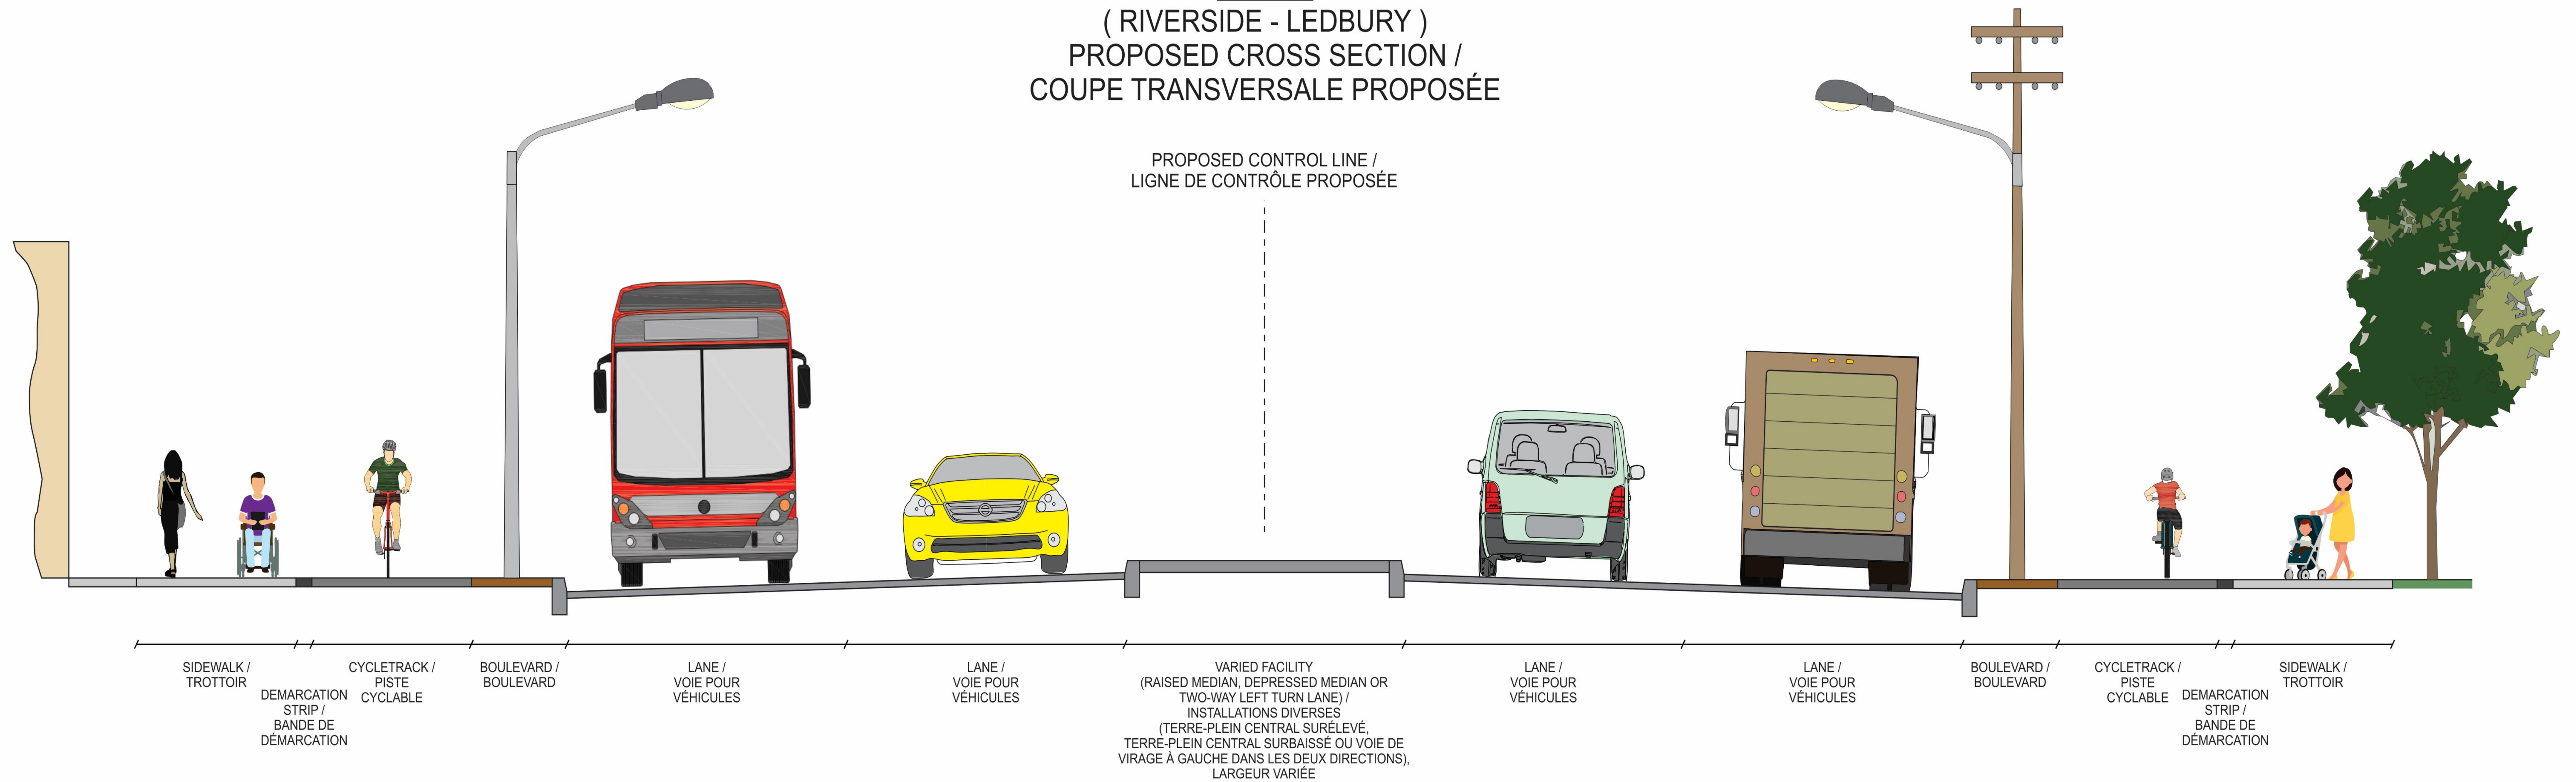 ( RIVERSIDE - LEDBURY )
PROPOSED CROSS SECTION /
COUPE TRANSVERSALE PROPOSÉE
PROPOSED CONTROL LINE /
LIGNE DE CONTRÔLE PROPOSÉE
SIDEWALK /
TROTTOIR
DEMARCATION
STRIP /
BANDE DE
DÉMARCATION
CYCLETRACK /
PISTE
CYCLABLE
BOULEVARD /
BOULEVARD
LANE /
VOIE POUR
VÉHICULES
LANE /
VOIE POUR
VÉHICULES
VARIED FACILITY
(RAISED MEDIAN, DEPRESSED MEDIAN OR
TWO-WAY LEFT TURN LANE) /
INSTALLATIONS DIVERSES
(TERRE-PLEIN CENTRAL SURÉLEVÉ,
TERRE-PLEIN CENTRAL SURBAISSÉ OU VOIE DE
VIRAGE À GAUCHE DANS LES DEUX DIRECTIONS),
LARGEUR VARIÉE
LANE /
VOIE POUR
VÉHICULES
LANE /
VOIE POUR
VÉHICULES
BOULEVARD /
BOULEVARD
CYCLETRACK /
PISTE
CYCLABLE
DEMARCATION
STRIP /
BANDE DE
DÉMARCATION
SIDEWALK /
TROTTOIR